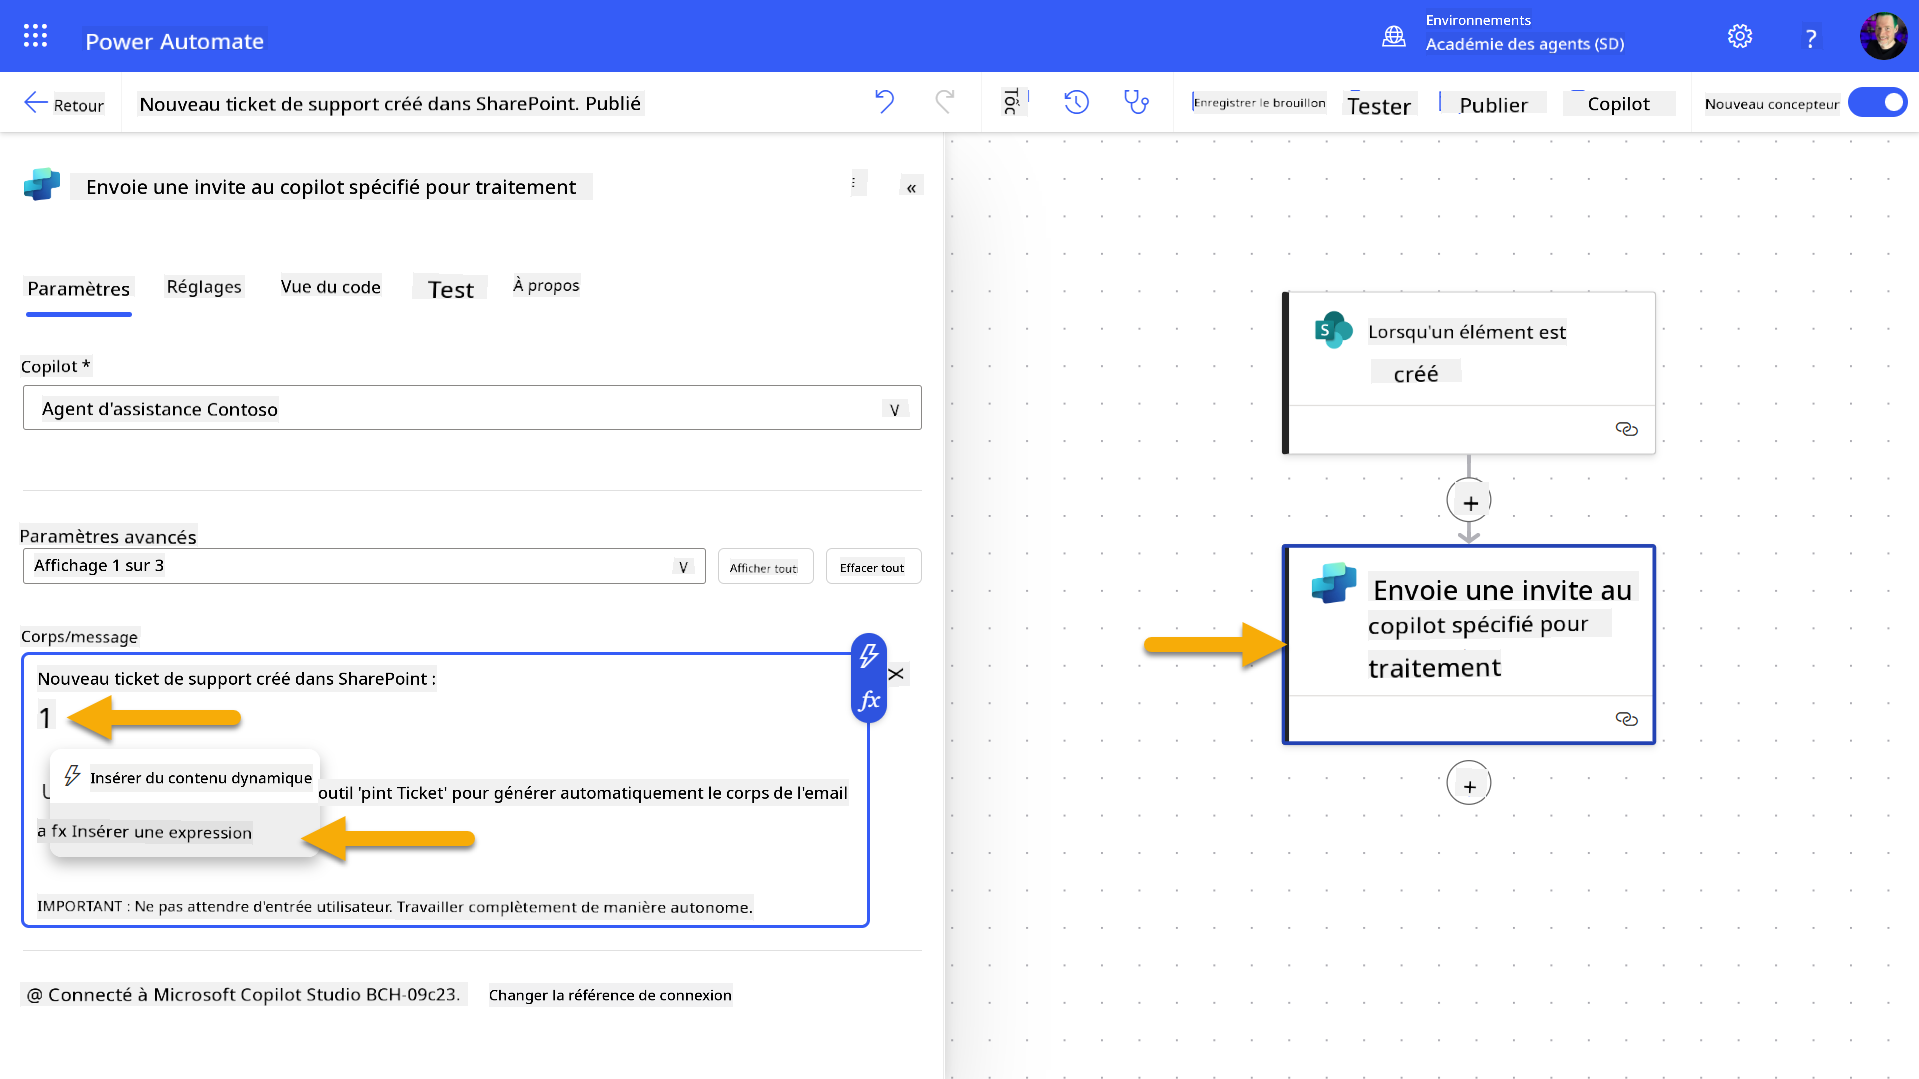 Power Automate
Environnements
Académie des agents (SD)
?
Retour
Nouveau ticket de support créé dans SharePoint. Publié
Enregistrer le brouillon
Tester
Publier
Copilot
Nouveau concepteur
Envoie une invite au copilot spécifié pour traitement
«
Paramètres
Réglages
Vue du code
Test
À propos
Copilot *
Agent d'assistance Contoso
V
Paramètres avancés
Affichage 1 sur 3
V
Afficher tout
Effacer tout
Corps/message
Nouveau ticket de support créé dans SharePoint :
fx
1
Insérer du contenu dynamique
outil 'pint Ticket' pour générer automatiquement le corps de l'email
a fx Insérer une expression
IMPORTANT : Ne pas attendre d'entrée utilisateur. Travailler complètement de manière autonome.
@ Connecté à Microsoft Copilot Studio BCH-09c23.
Changer la référence de connexion
S
Lorsqu'un élément est
créé
+
Envoie une invite au
copilot spécifié pour
traitement
+